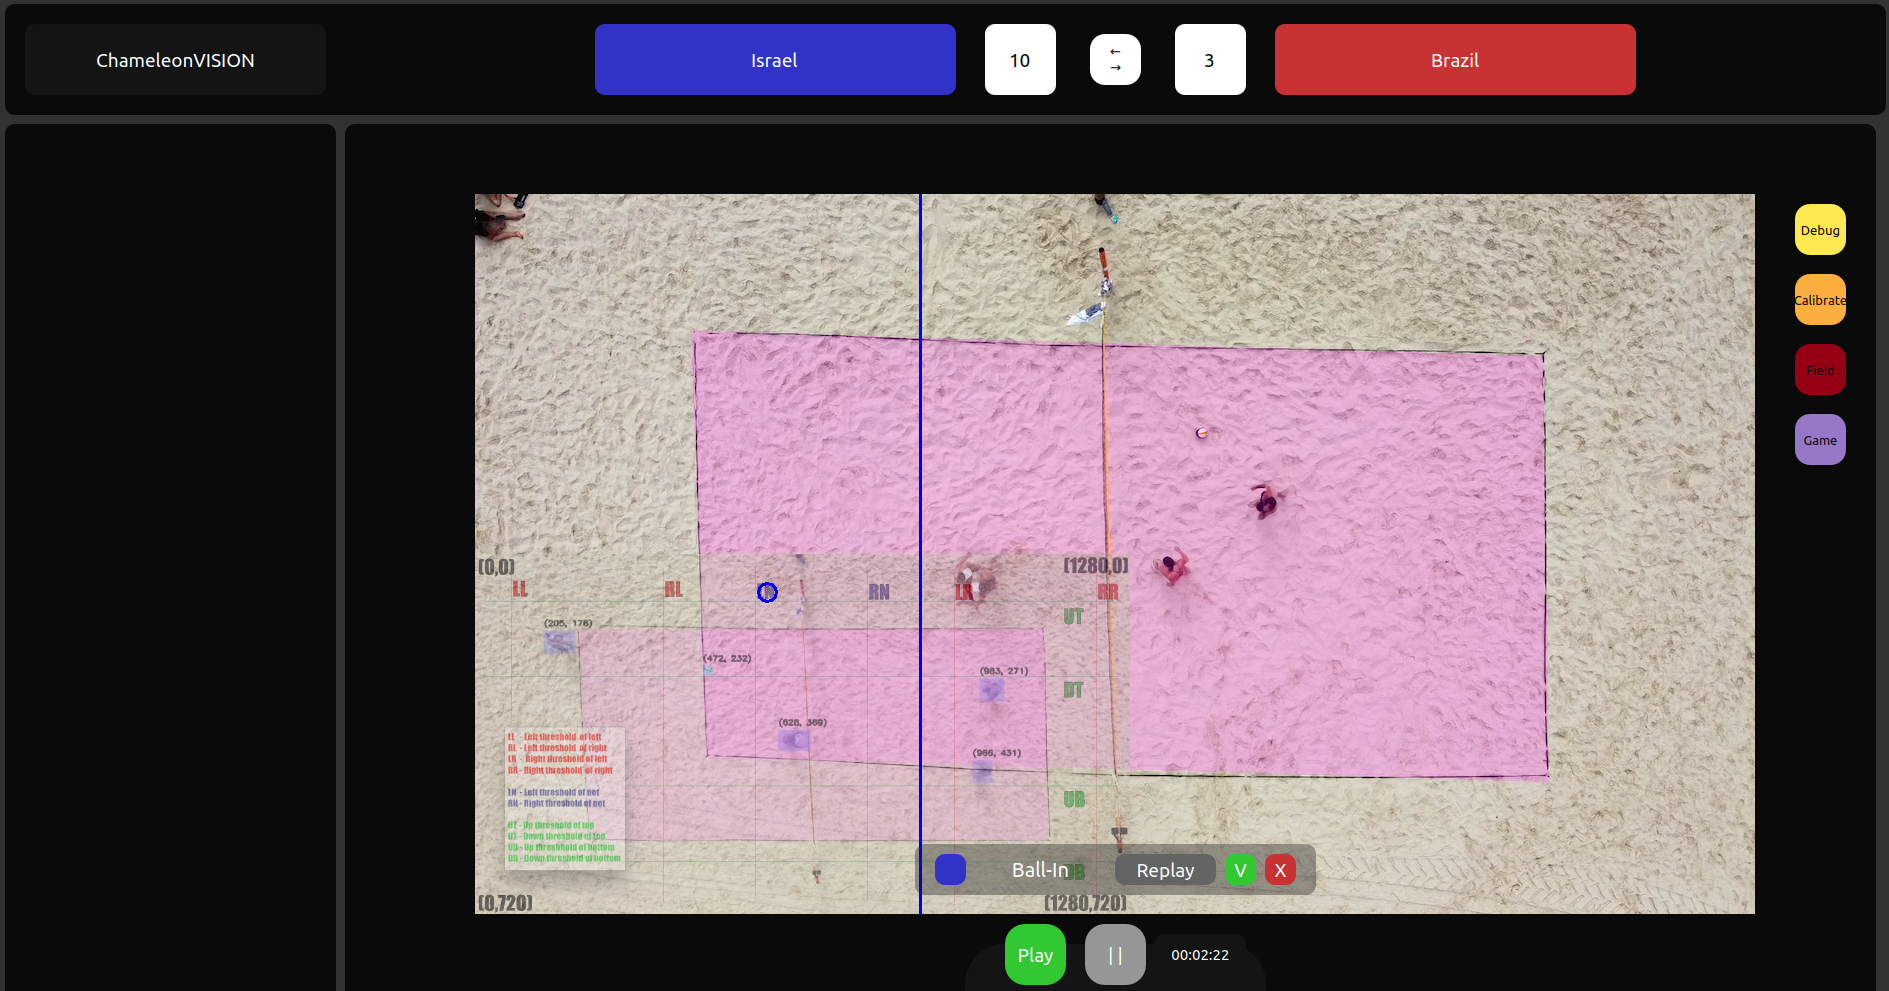 ChameleonVISION
Israel
10
←
→
3
Brazil
Debug
Calibrate
Field
Game
(0,0)
(1280,0)
LL
RL
RN
LR
RR
UT
(205, 178)
(472, 232)
(983, 271)
DT
(628, 369)
LL - Left threshold of left
RL - Left threshold of right
LR - Right threshold of left
RR - Right threshold of right
(966, 431)
LN - Left threshold of net
RN - Right threshold of net
UB
UT - Up threshold of top
DT - Down threshold of top
UB - Up threshhold of bottom
DB - Down threshold of bottom
Ball-In
DB
Replay
V
X
(0,720)
(1280,720)
Play
||
00:02:22